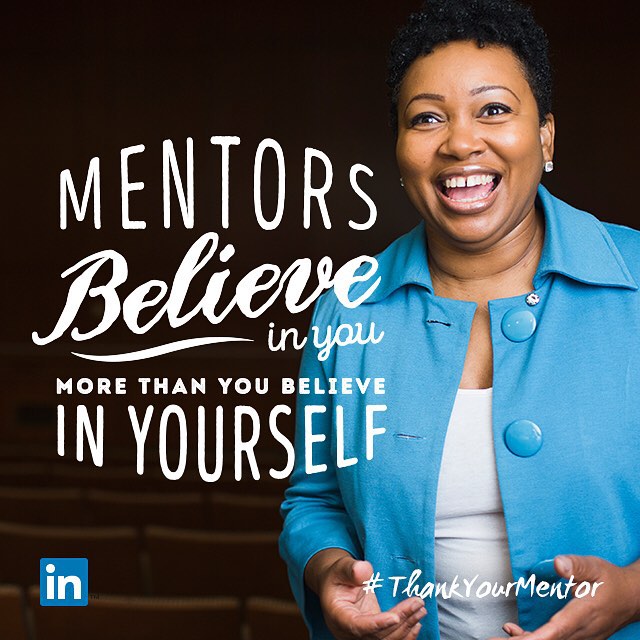 MENTORS
Believe
in you
MORE THAN YOU BELIEVE
IN YOURSELF
in
#ThankYourMentor